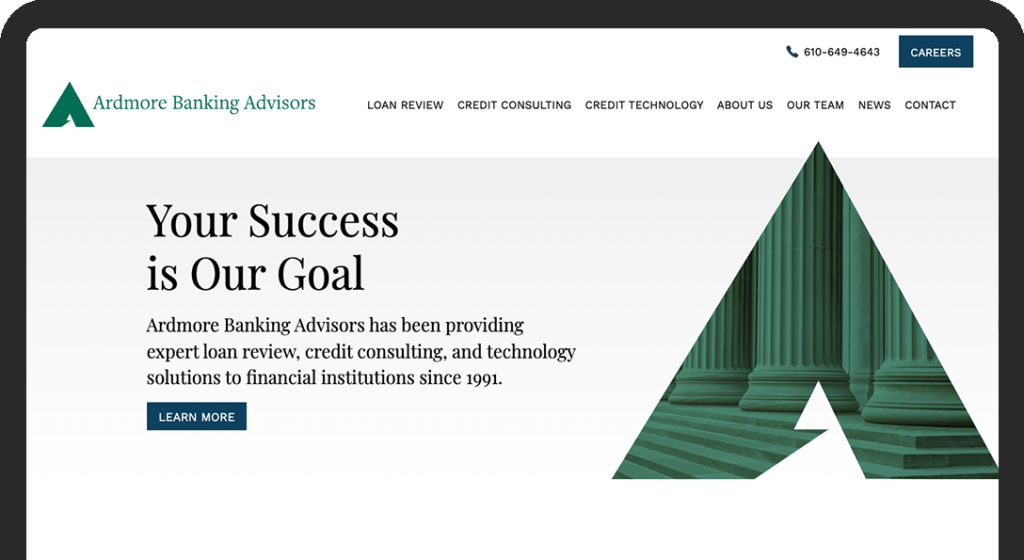 610-649-4643
CAREERS
Ardmore Banking Advisors
LOAN REVIEW CREDIT CONSULTING CREDIT TECHNOLOGY ABOUT US OUR TEAM NEWS CONTACT
Your Success
is Our Goal
Ardmore Banking Advisors has been providing
expert loan review, credit consulting, and technology
solutions to financial institutions since 1991.
LEARN MORE